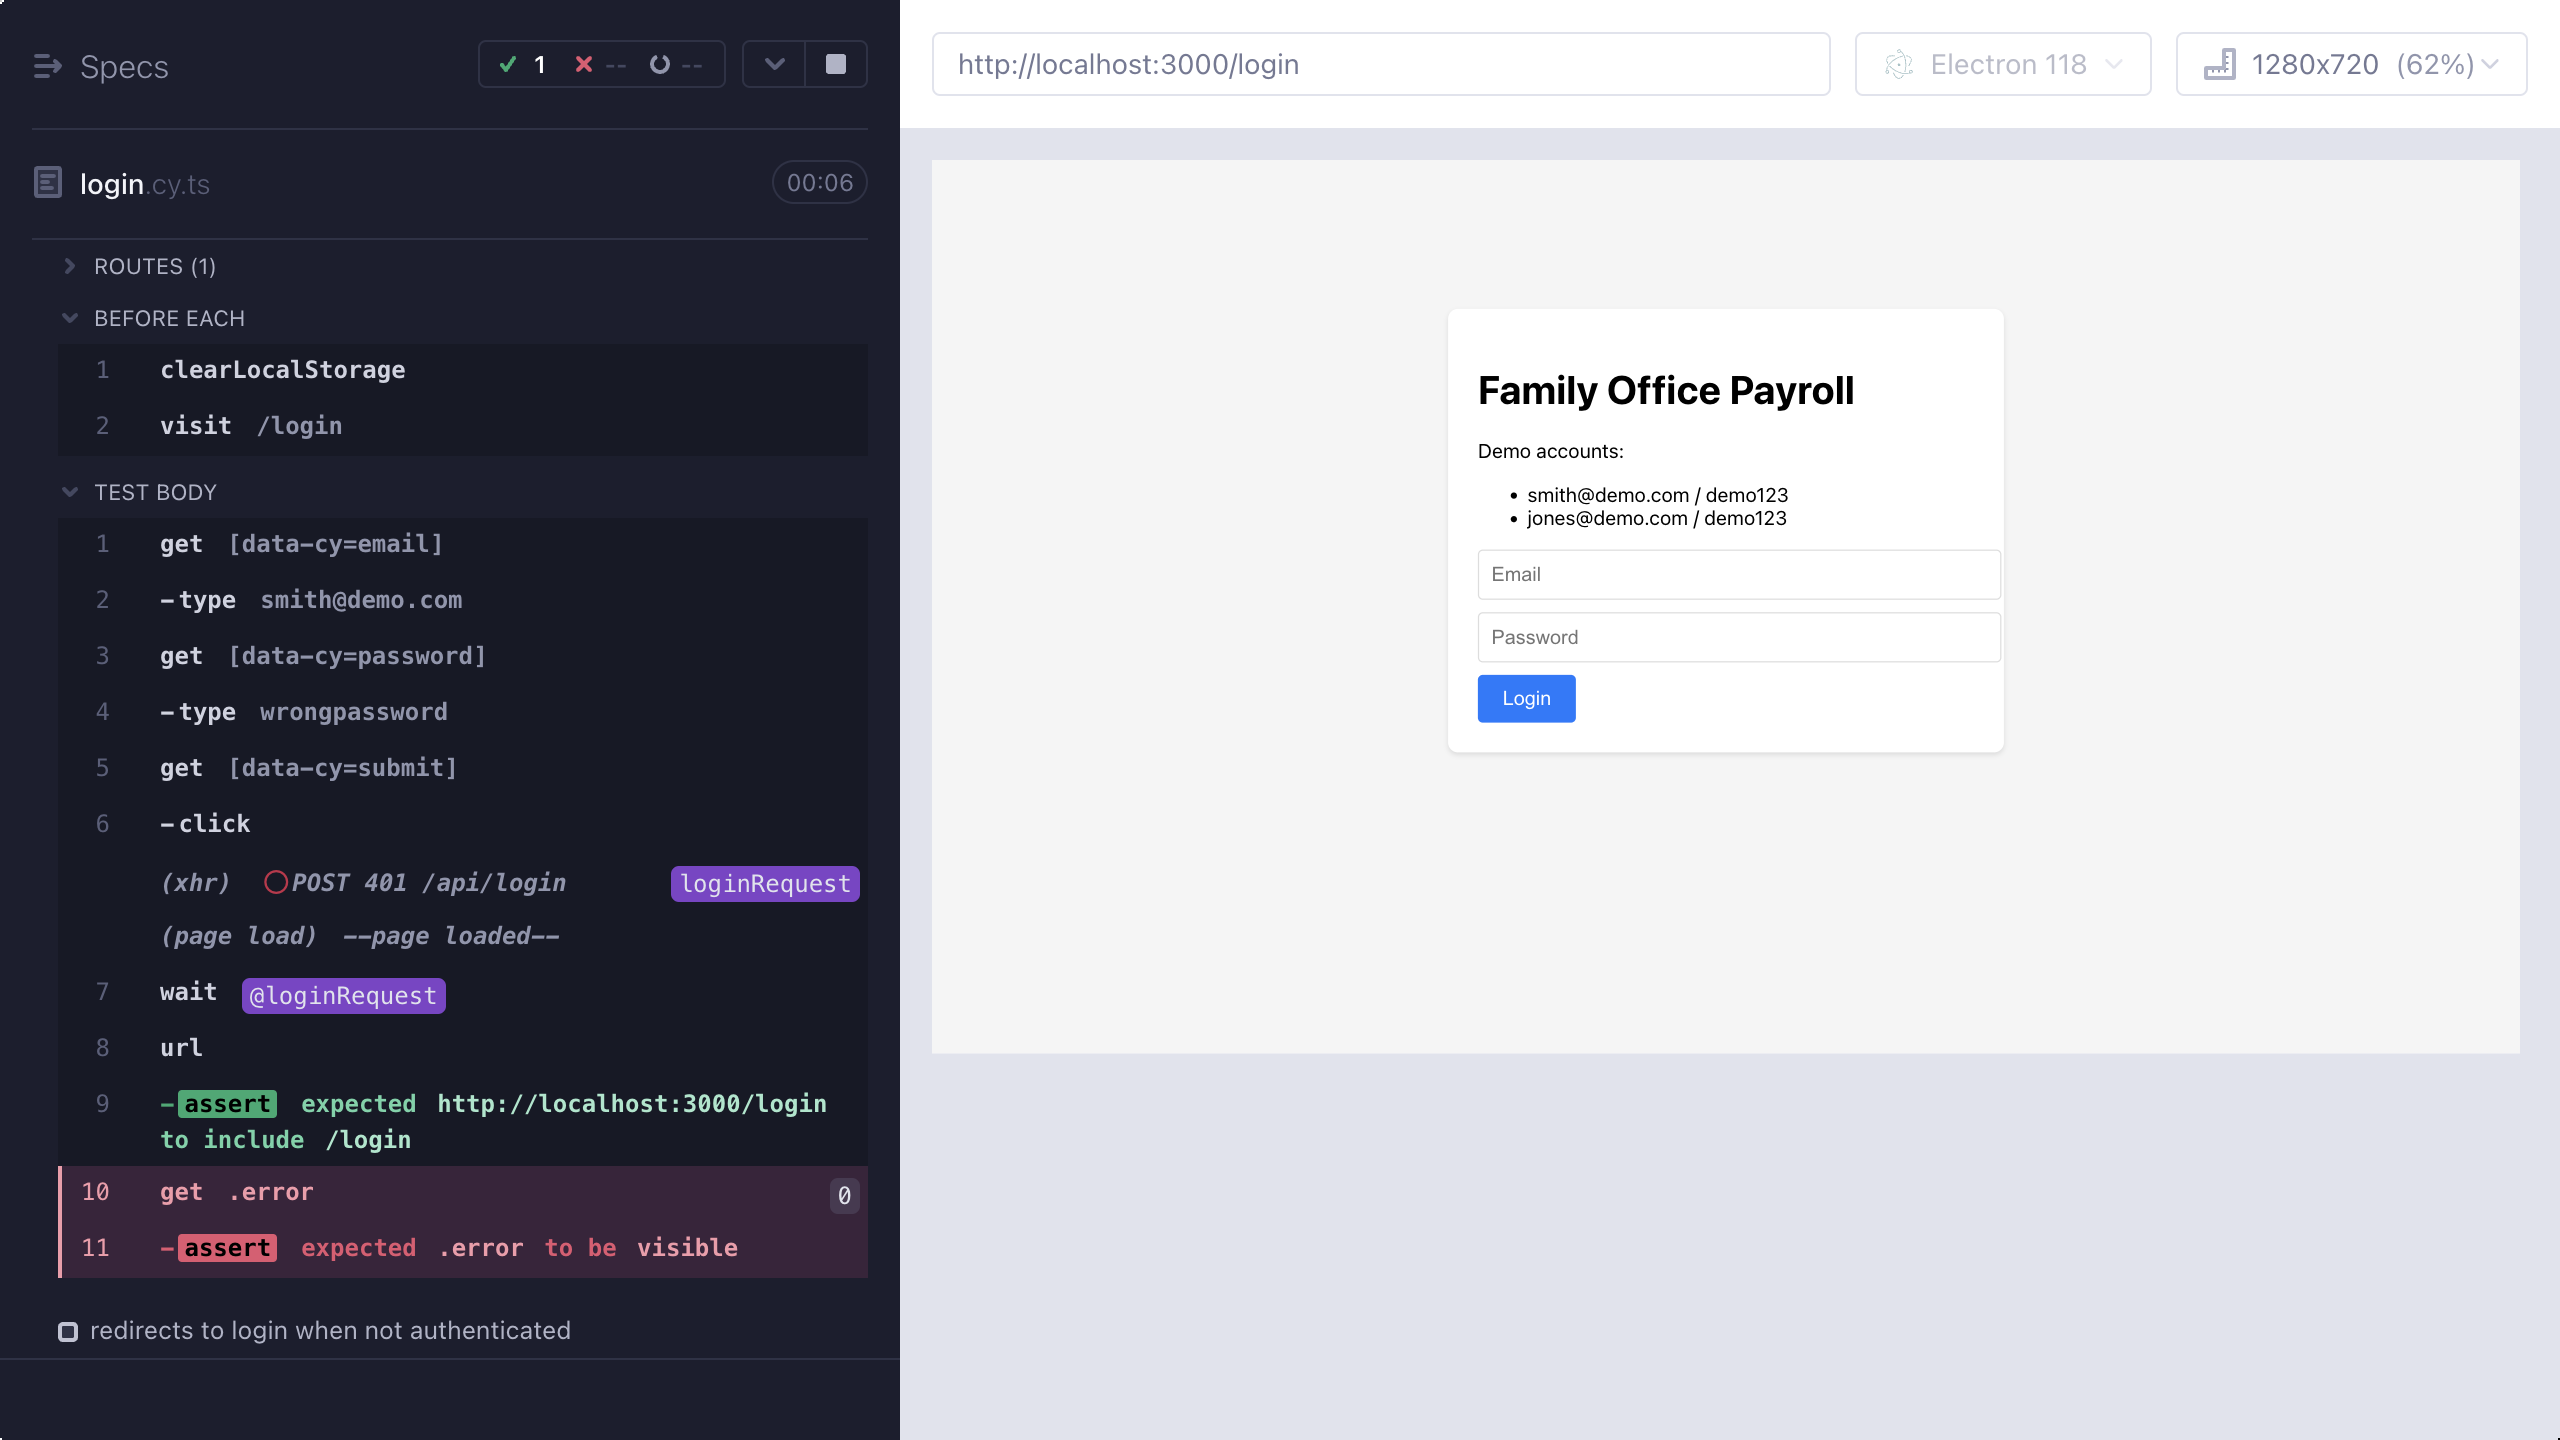 Specs
1 -- --
login.cy.ts
00:06
ROUTES (1)
BEFORE EACH
1 clearLocalStorage
2 visit /login
TEST BODY
1 get [data-cy=email]
2 -type smith@demo.com
3 get [data-cy=password]
4 -type wrongpassword
5 get [data-cy=submit]
6 -click
(xhr) POST 401 /api/login loginRequest
(page load) --page loaded--
7 wait @loginRequest
8 url
9 -assert expected http://localhost:3000/login
to include /login
10 get .error 0
11 -assert expected .error to be visible
redirects to login when not authenticated
http://localhost:3000/login
Electron 118
1280x720 (62%)
Family Office Payroll
Demo accounts:
• smith@demo.com / demo123
• jones@demo.com / demo123
Email
Password
Login